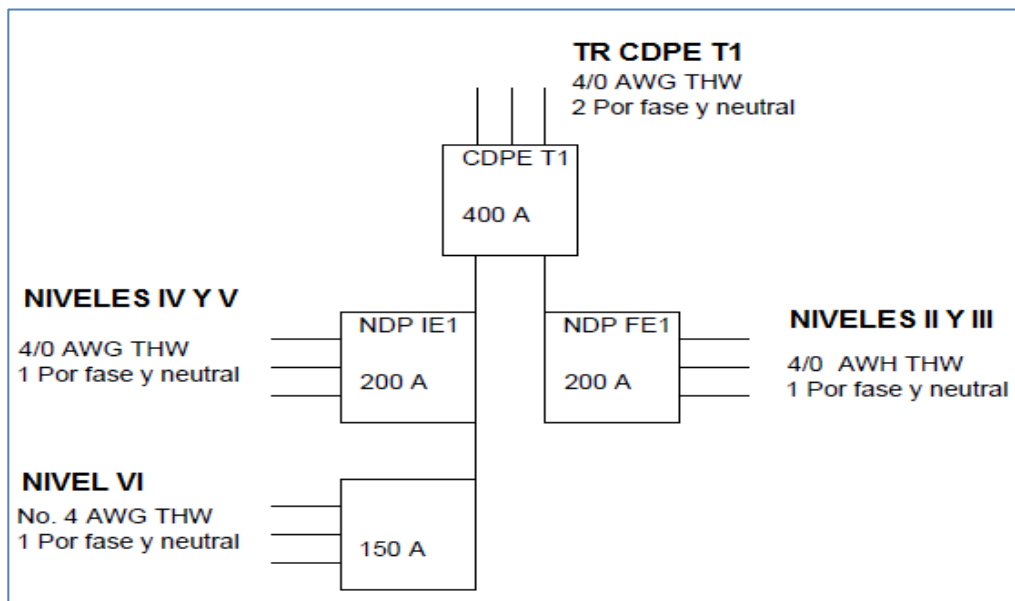 TR CDPE T1
4/0 AWG THW
2 Por fase y neutral
CDPE T1
400 A
NIVELES IV Y V
4/0 AWG THW
1 Por fase y neutral
NDP IE1
200 A
NDP FE1
200 A
NIVELES II Y III
4/0 AWH THW
1 Por fase y neutral
NIVEL VI
No. 4 AWG THW
1 Por fase y neutral
150 A